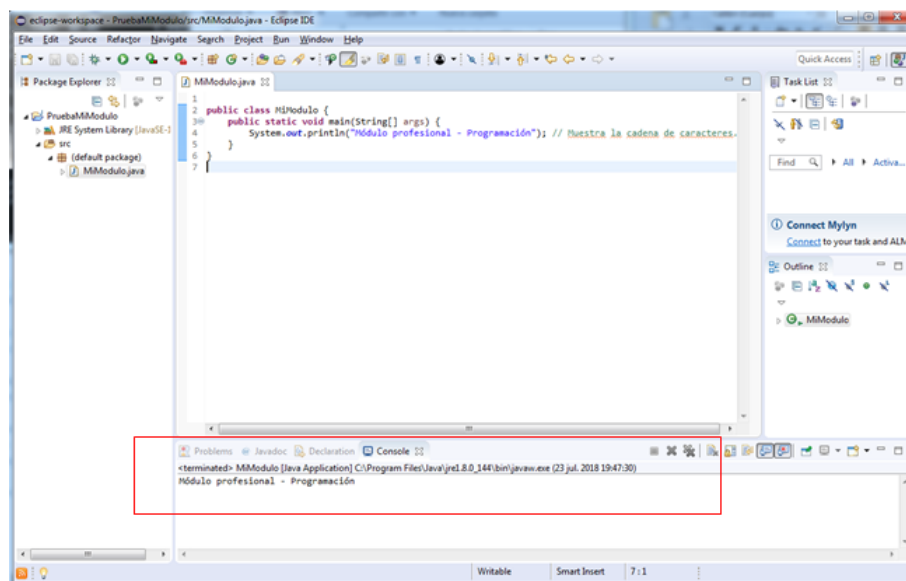 eclipse-workspace - PruebaMiModulo/src/MiModulo.java - Eclipse IDE
File Edit Source Refactor Navigate Search Project Run Window Help
Quick Access
Package Explorer
PruebaMiModulo
JRE System Library [JavaSE-1
src
(default package)
MiModulo.java
MiModulo.java
1
2 public class MiModulo {
3 public static void main(String[] args) {
4 System.out.println("Módulo profesional - Programación"); // Muestra la cadena de caracteres.
5 }
6 }
7
Task List
Find All Activa...
Connect Mylyn
Connect to your task and ALM
Outline
MiModulo
Problems Javadoc Declaration Console
<terminated> MiModulo [Java Application] C:\Program Files\Java\jre1.8.0_144\bin\javaw.exe (23 jul. 2018 19:47:30)
Módulo profesional - Programación
Writable Smart Insert 7 : 1